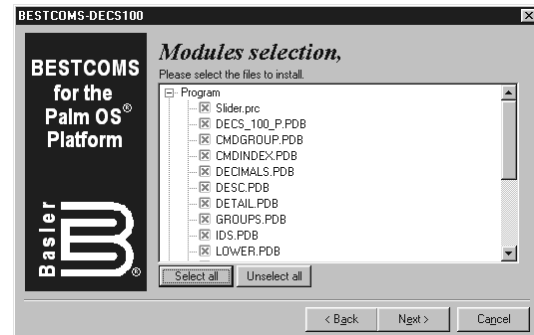 BESTCOMS-DECS100
BESTCOMS
for the
Palm OS®
Platform
Basler
®
Modules selection,
Please select the files to install.
Program
Slider.prc
DECS_100_P.PDB
CMDGROUP.PDB
CMDINDEX.PDB
DECIMALS.PDB
DESC.PDB
DETAIL.PDB
GROUPS.PDB
IDS.PDB
LOWER.PDB
Select all
Unselect all
< Back
Next >
Cancel